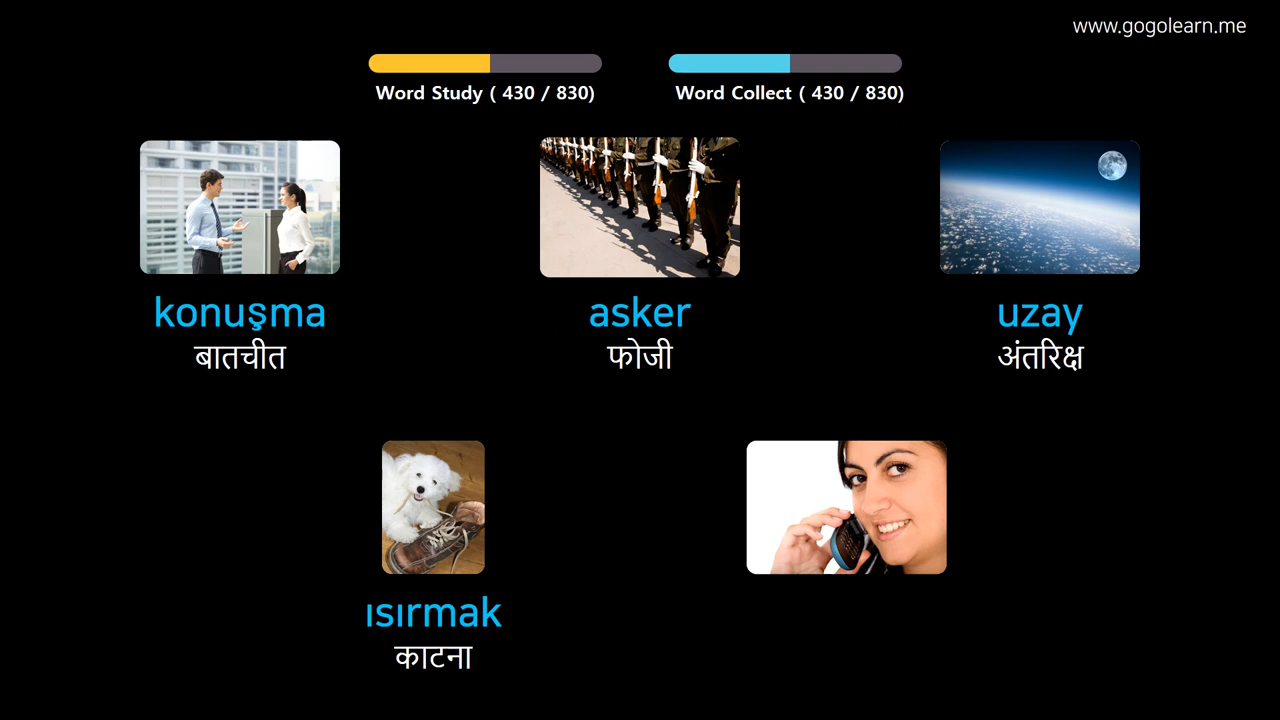 www.gogolearn.me
Word Study ( 430 / 830)
Word Collect ( 430 / 830)
konuşma
बातचीत
asker
फोजी
uzay
अंतरिक्ष
ısırmak
काटना